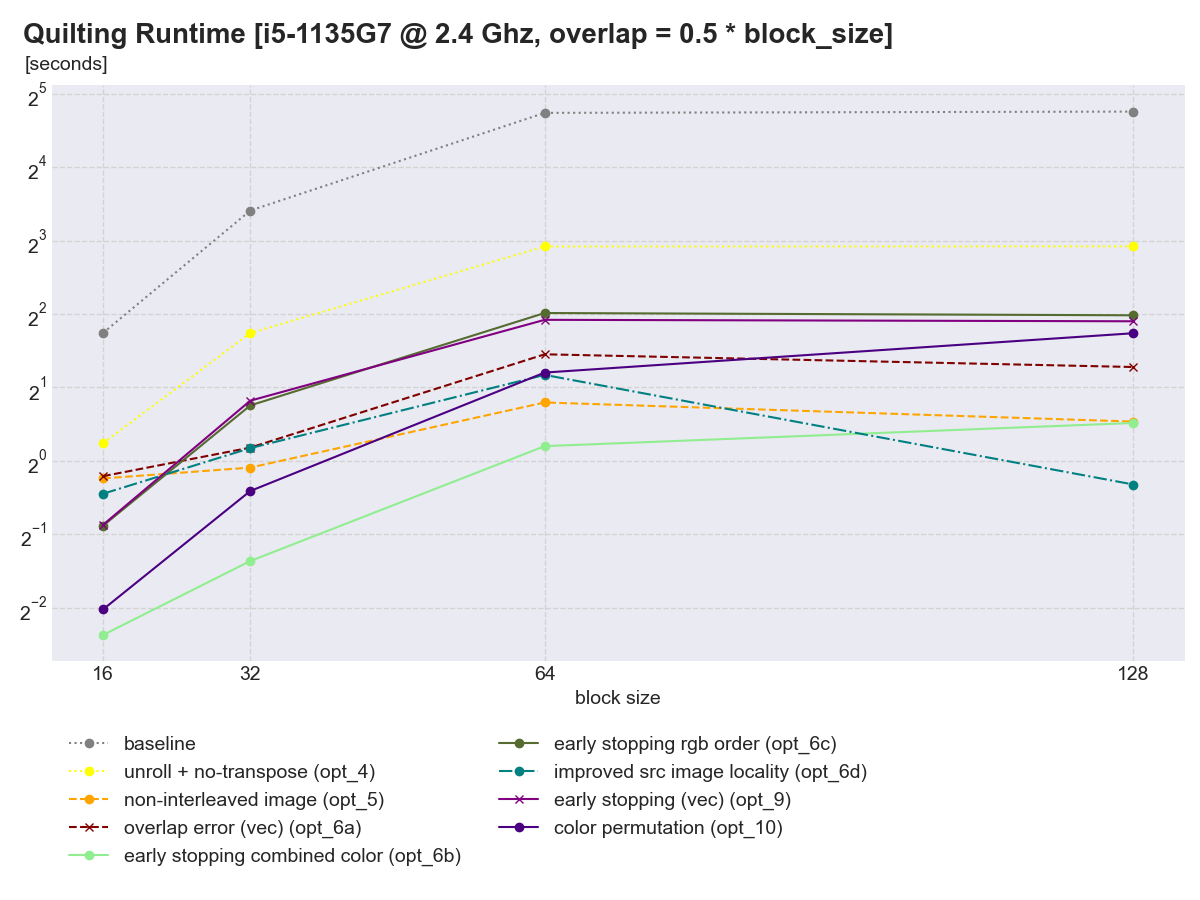 Quilting Runtime [i5-1135G7 @ 2.4 Ghz, overlap = 0.5 * block_size]
[seconds]
2^5
2^4
2^3
2^2
2^1
2^0
2^−1
2^−2
16 32 64 128
block size
baseline
unroll + no-transpose (opt_4)
non-interleaved image (opt_5)
overlap error (vec) (opt_6a)
early stopping combined color (opt_6b)
early stopping rgb order (opt_6c)
improved src image locality (opt_6d)
early stopping (vec) (opt_9)
color permutation (opt_10)